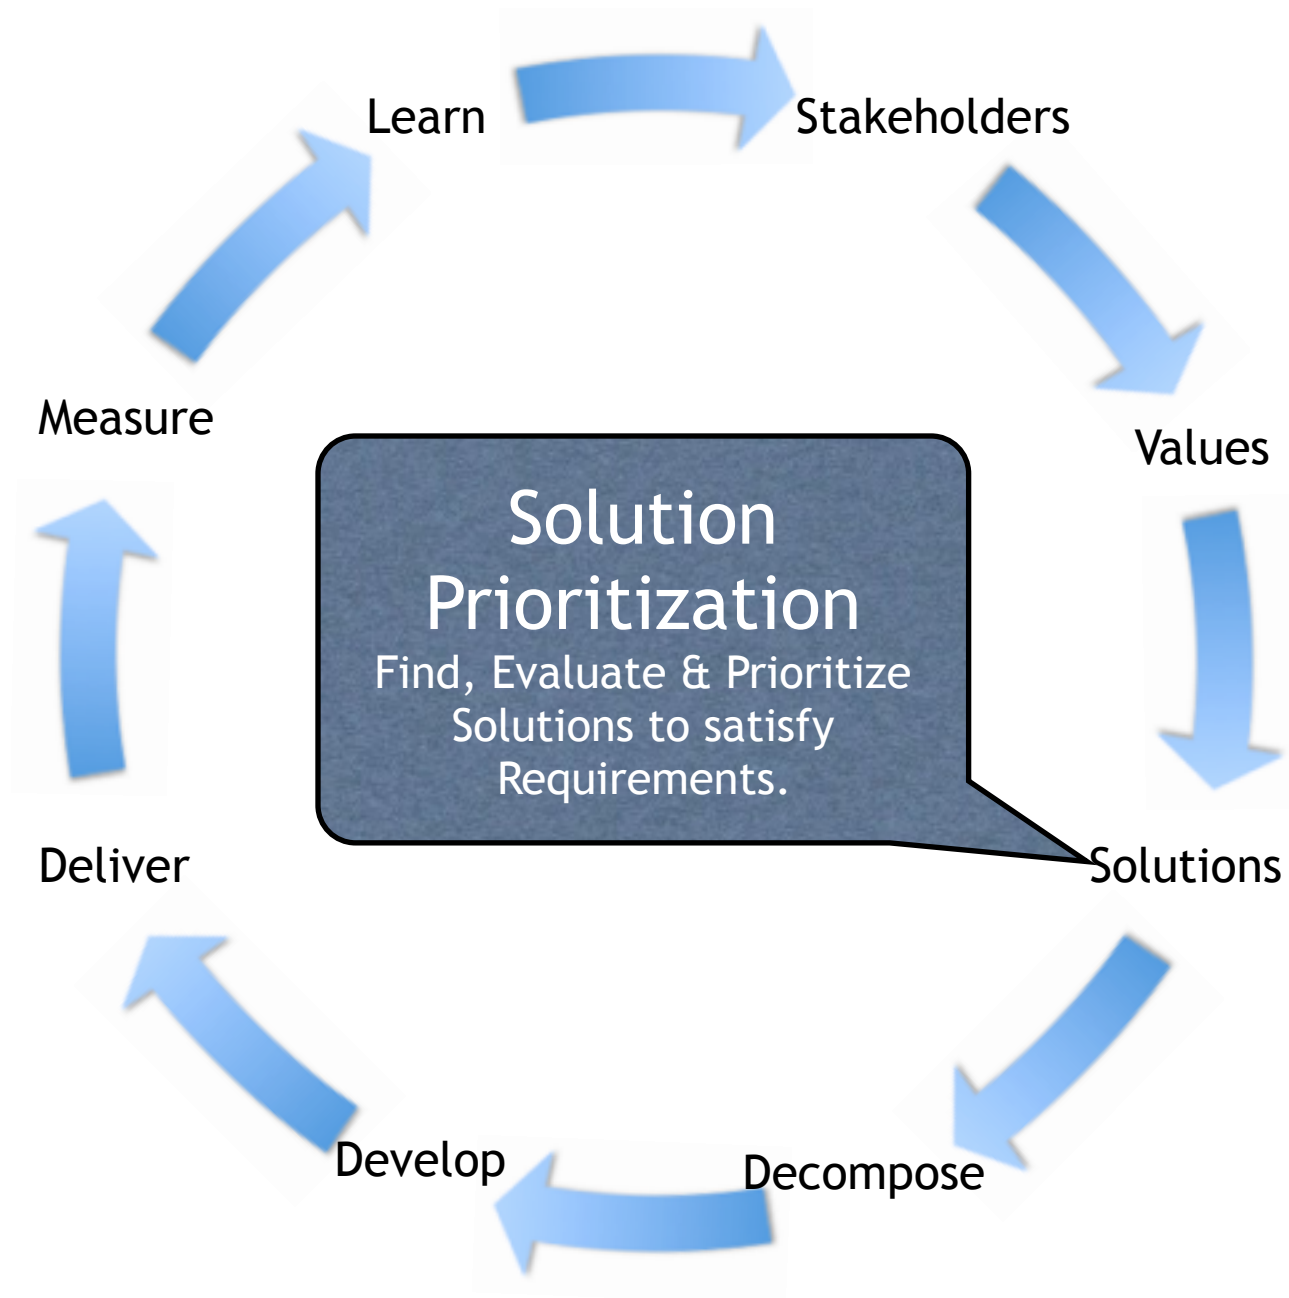 Learn
Stakeholders
Measure
Values
Solution
Prioritization
Find, Evaluate & Prioritize
Solutions to satisfy
Requirements.
Deliver
Solutions
Develop
Decompose